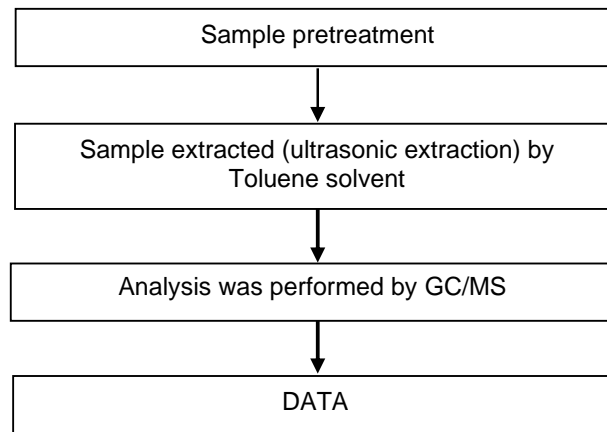 Sample pretreatment
Sample extracted (ultrasonic extraction) by
Toluene solvent
Analysis was performed by GC/MS
DATA